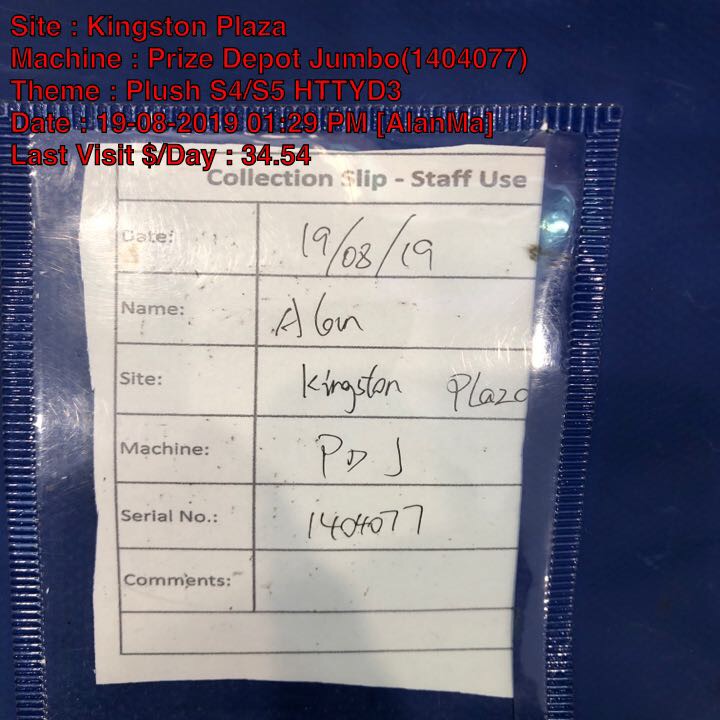 Site : Kingston Plaza
Machine : Prize Depot Jumbo(1404077)
Theme : Plush S4/S5 HTTYD3
Date : 19-08-2019 01:29 PM [AlanMa]
Last Visit $/Day : 34.54
Collection Slip - Staff Use
Date: 19/08/19
Name: Alan
Site: Kingston Plaza
Machine: PDJ
Serial No.: 1404077
Comments: